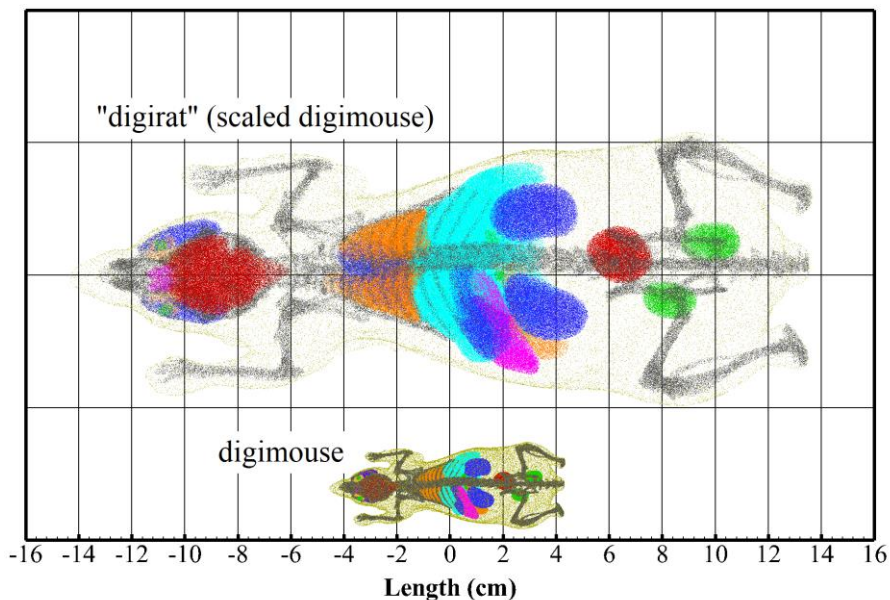 "digirat" (scaled digimouse)
digimouse
-16 -14 -12 -10 -8 -6 -4 -2 0 2 4 6 8 10 12 14 16
Length (cm)